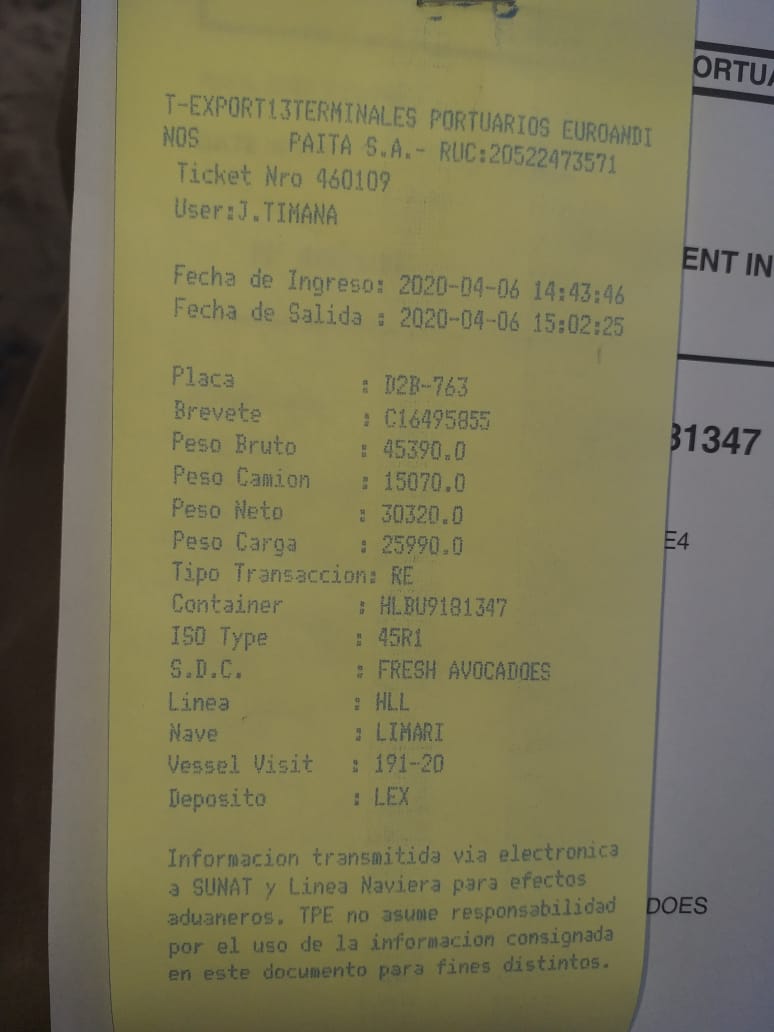 T-EXPORT13TERMINALES PORTUARIOS EUROANDI
NOS PAITA S.A.- RUC:20522473571
Ticket Nro 460109
User:J.TIMANA
Fecha de Ingreso: 2020-04-06 14:43:46
Fecha de Salida : 2020-04-06 15:02:25
Placa : D2B-763
Brevete : C16495855
Peso Bruto : 45390.0
Peso Camion : 15070.0
Peso Neto : 30320.0
Peso Carga : 25990.0
Tipo Transaccion: RE
Container : HLBU9181347
ISO Type : 45R1
S.D.C. : FRESH AVOCADOES
Linea : HLL
Nave : LIMARI
Vessel Visit : 191-20
Deposito : LEX
Informacion transmitida via electronica
a SUNAT y Linea Naviera para efectos
aduaneros. TPE no asume responsabilidad
por el uso de la informacion consignada
en este documento para fines distintos.
ORTUA
ENT IN
81347
E4
DOES